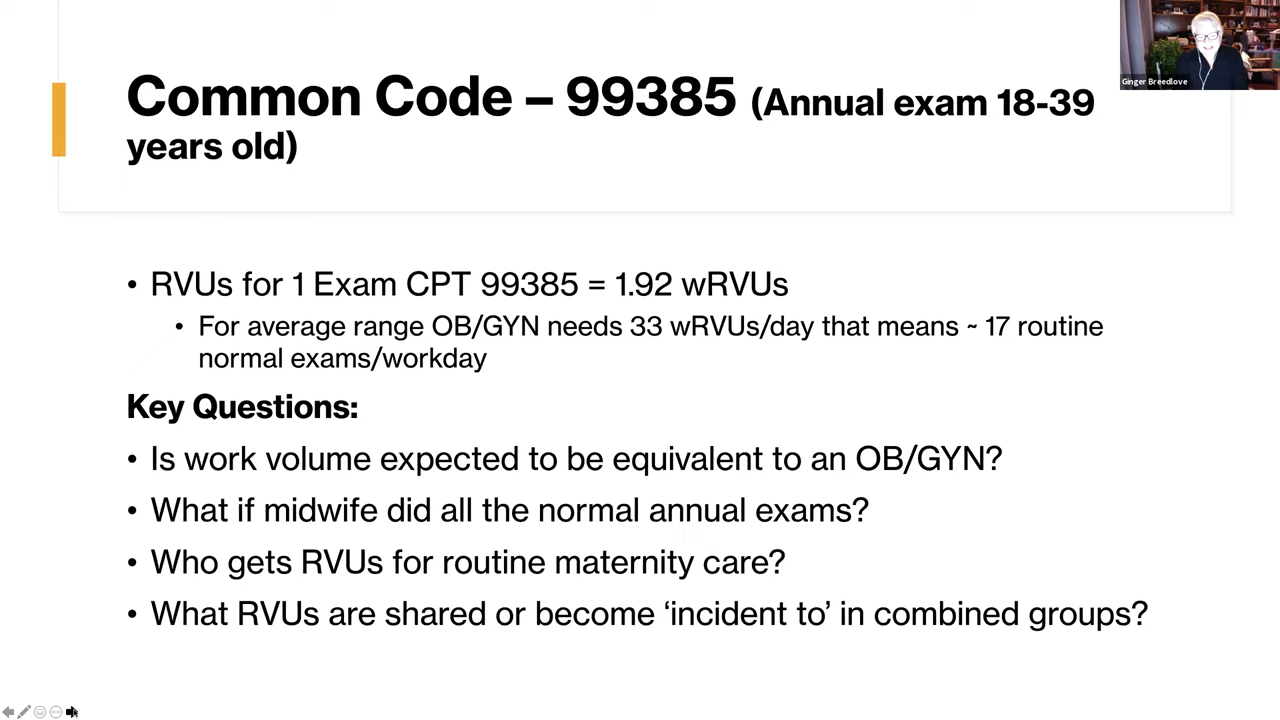 Common Code – 99385 (Annual exam 18-39
years old)
Ginger Breedlove
• RVUs for 1 Exam CPT 99385 = 1.92 wRVUs
• For average range OB/GYN needs 33 wRVUs/day that means ~ 17 routine
normal exams/workday
Key Questions:
• Is work volume expected to be equivalent to an OB/GYN?
• What if midwife did all the normal annual exams?
• Who gets RVUs for routine maternity care?
• What RVUs are shared or become ‘incident to’ in combined groups?